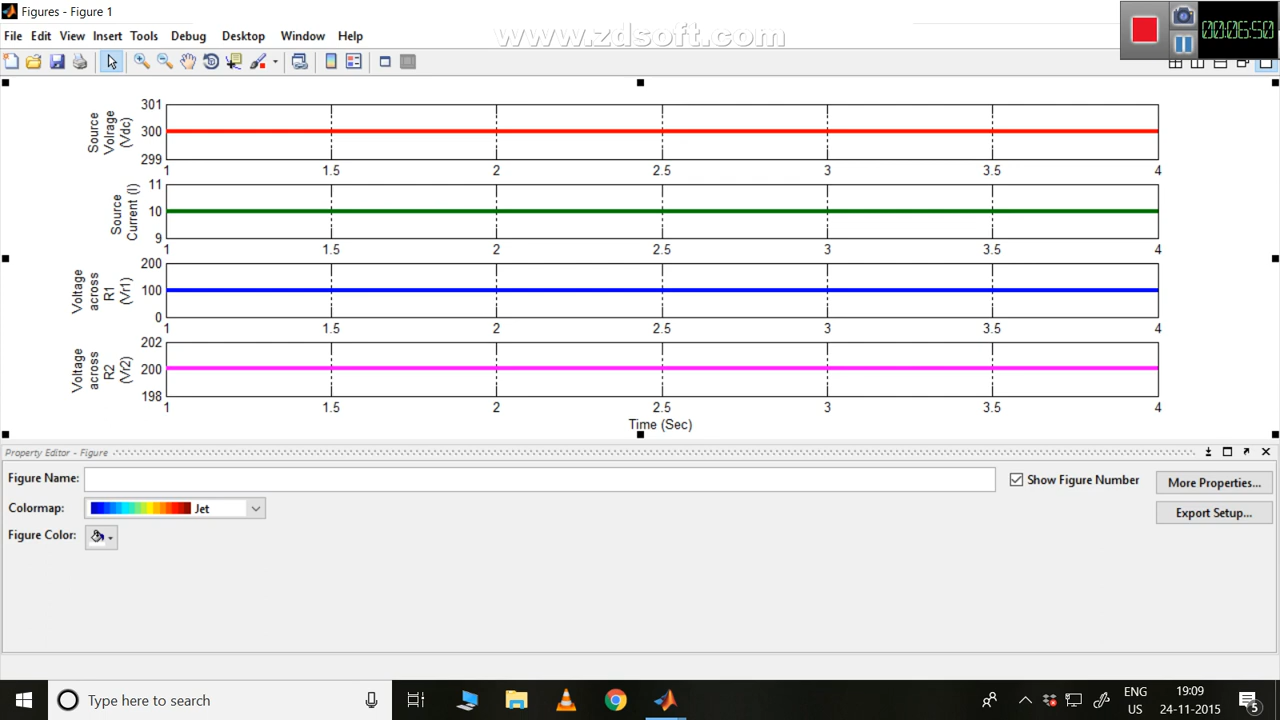 Figures - Figure 1
File Edit View Insert Tools Debug Desktop Window Help
www.zdsoft.com
000:06:55:0
301
300
299
Source
Volrage
(Vdc)
1 1.5 2 2.5 3 3.5 4
11
10
9
Source
Current (I)
1 1.5 2 2.5 3 3.5 4
200
100
0
Voltage
across
R1
(Vr1)
1 1.5 2 2.5 3 3.5 4
202
200
198
Voltage
across
R2
(Vr2)
1 1.5 2 2.5 3 3.5 4
Time (Sec)
Property Editor - Figure
Figure Name:
Show Figure Number
More Properties...
Colormap: Jet
Export Setup...
Figure Color:
Type here to search
ENG
US
19:09
24-11-2015
5